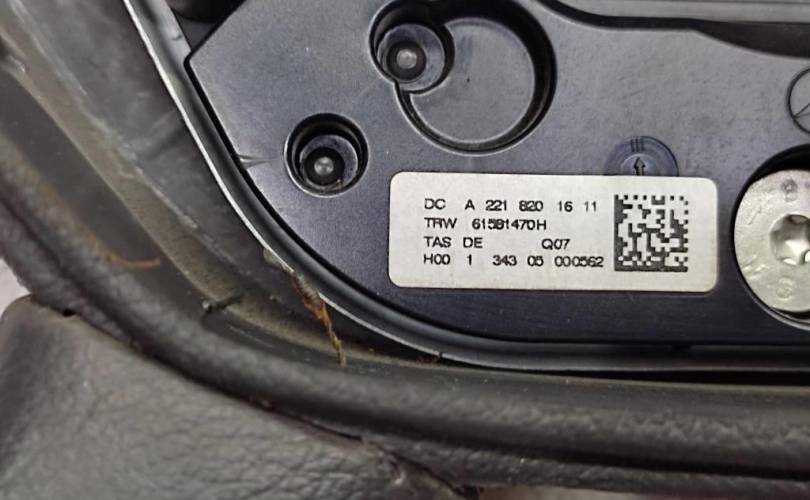 DC A 221 820 16 11
TRW 61581470H
TAS DE Q07
H00 1 343 05 000562